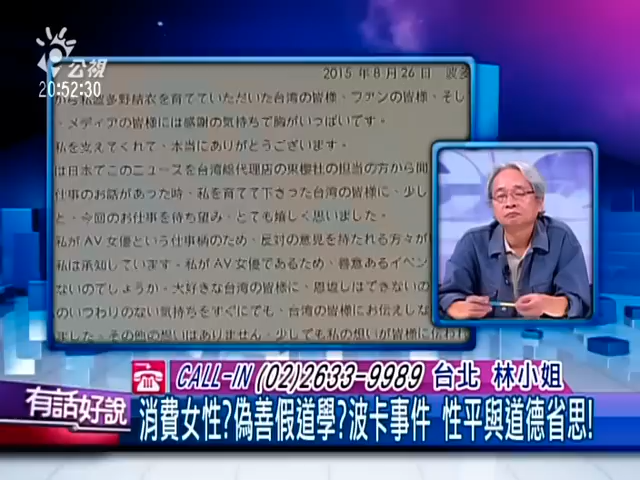 公視
20:52:30
2015年8月26日 波多
から私波多野結衣を育てていただいた台湾の皆様、ファンの皆様、そし
、メディアの皆様には感謝の気持ちで胸がいっぱいです。
私を支えてくれて、本当にありがとうございます。
は日本でこのニュースを台湾総代理店の東櫻社の担当の方から聞
仕事のお話があった時、私を育てて下さった台湾の皆様に、少し
と、今回のお仕事を待ち望み、とても嬉しく思いました。
私がAV女優という仕事柄のため、反対の意見を持たれる方々が
私は承知しています。私がAV女優であるため、善意あるイベン
ないのでしょうか、大好きな台湾の皆様に、恩返しはできないの
のいつわりのない気持ちをすぐにでも、台湾の皆様にお伝えしな
ました、その他の想いはありません、少しでも私の想いが皆様に伝われ
CALL-IN (02)2633-9989 台北 林小姐
有話好說
消費女性?偽善假道學?波卡事件 性平與道德省思!